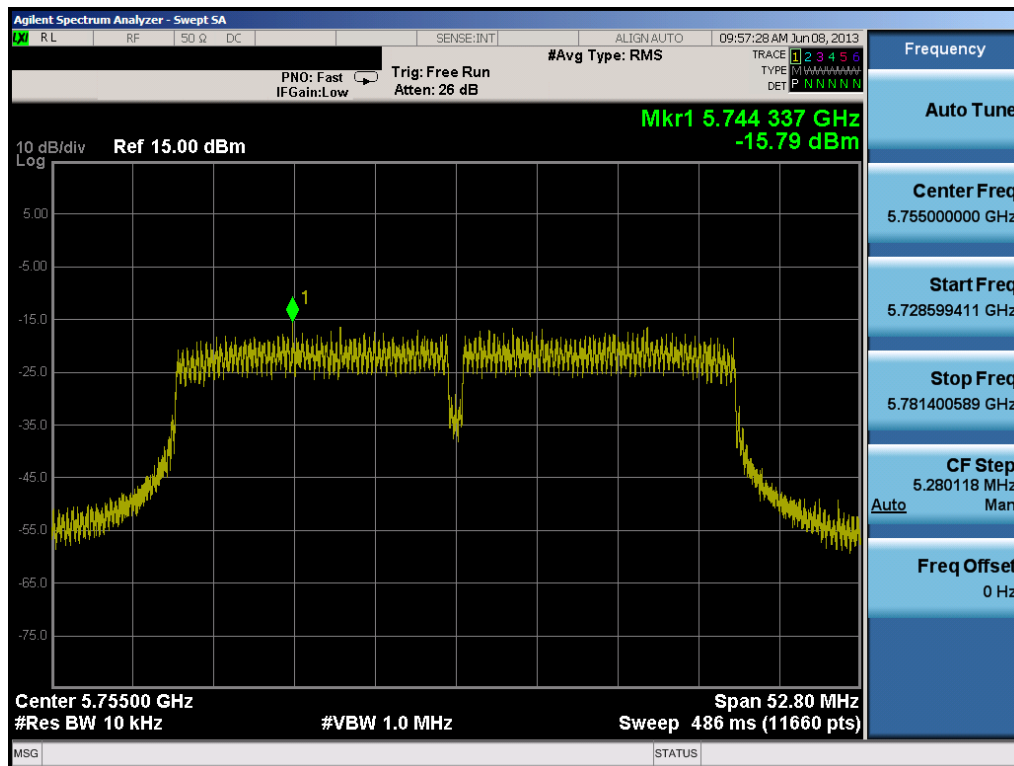 Agilent Spectrum Analyzer - Swept SA
LXI RL RF 50 Ω DC SENSE:INT ALIGNAUTO 09:57:28 AM Jun 08, 2013
#Avg Type: RMS
TRACE 1 2 3 4 5 6
PNO: Fast Trig: Free Run
TYPE M W W W W W
IFGain:Low Atten: 26 dB
DET P N N N N N
Mkr1 5.744 337 GHz
-15.79 dBm
10 dB/div Ref 15.00 dBm
Log
1
5.00
-5.00
-15.0
-25.0
-35.0
-45.0
-55.0
-65.0
-75.0
Center 5.75500 GHz Span 52.80 MHz
#Res BW 10 kHz #VBW 1.0 MHz Sweep 486 ms (11660 pts)
MSG STATUS
Frequency
Auto Tune
Center Freq
5.755000000 GHz
Start Freq
5.728599411 GHz
Stop Freq
5.781400589 GHz
CF Step
5.280118 MHz
Auto Man
Freq Offset
0 Hz